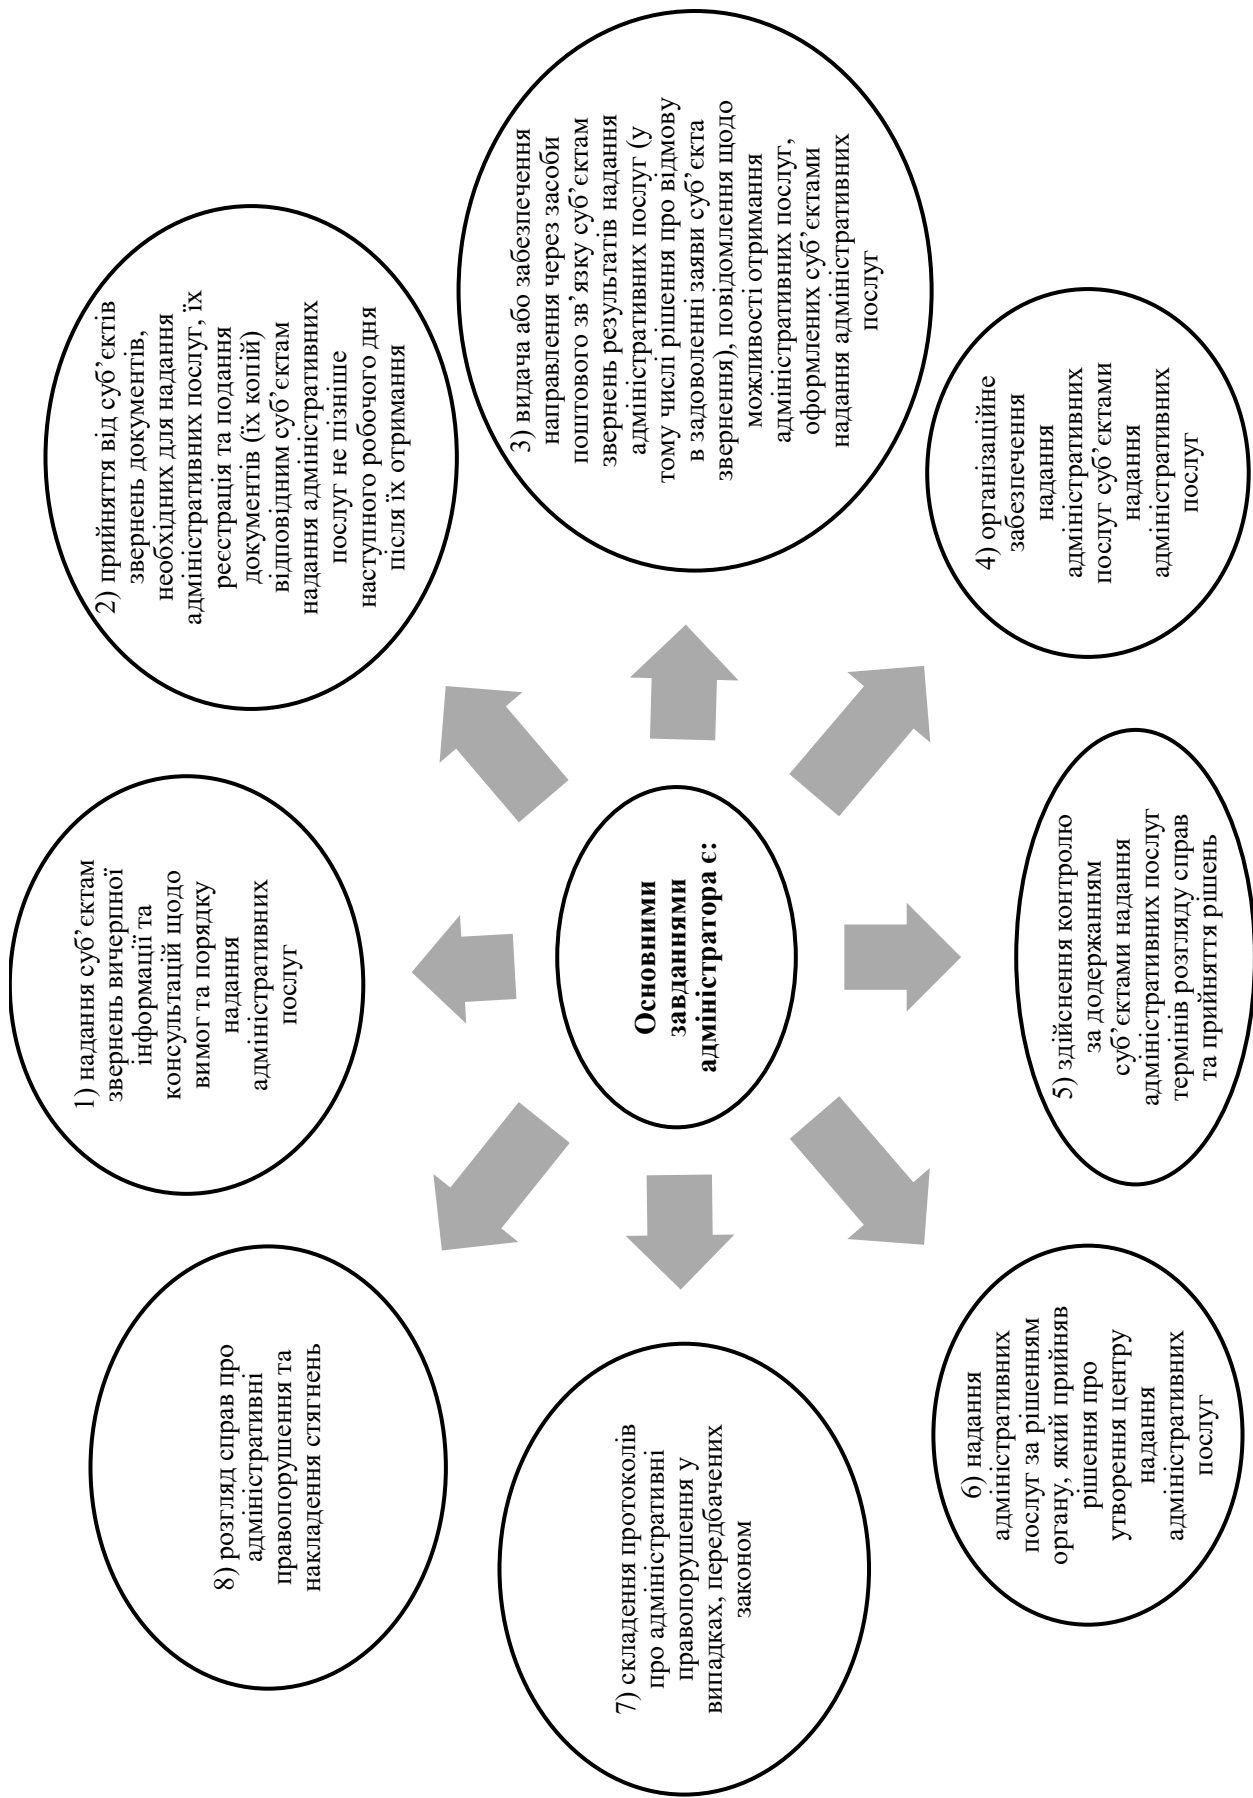 Основними
завданнями
адміністратора є:
1) надання суб’єктам
звернень вичерпної
інформації та
консультацій щодо
вимог та порядку
надання
адміністративних
послуг
2) прийняття від суб’єктів
звернень документів,
необхідних для надання
адміністративних послуг, їх
реєстрація та подання
документів (їх копій)
відповідним суб’єктам
надання адміністративних
послуг не пізніше
наступного робочого дня
після їх отримання
3) видача або забезпечення
направлення через засоби
поштового зв’язку суб’єктам
звернень результатів надання
адміністративних послуг (у
тому числі рішення про відмову
в задоволенні заяви суб’єкта
звернення), повідомлення щодо
можливості отримання
адміністративних послуг,
оформлених суб’єктами
надання адміністративних
послуг
4) організаційне
забезпечення
надання
адміністративних
послуг суб’єктами
надання
адміністративних
послуг
5) здійснення контролю
за додержанням
суб’єктами надання
адміністративних послуг
термінів розгляду справ
та прийняття рішень
6) надання
адміністративних
послуг за рішенням
органу, який прийняв
рішення про
утворення центру
надання
адміністративних
послуг
7) складення протоколів
про адміністративні
правопорушення у
випадках, передбачених
законом
8) розгляд справ про
адміністративні
правопорушення та
накладення стягнень